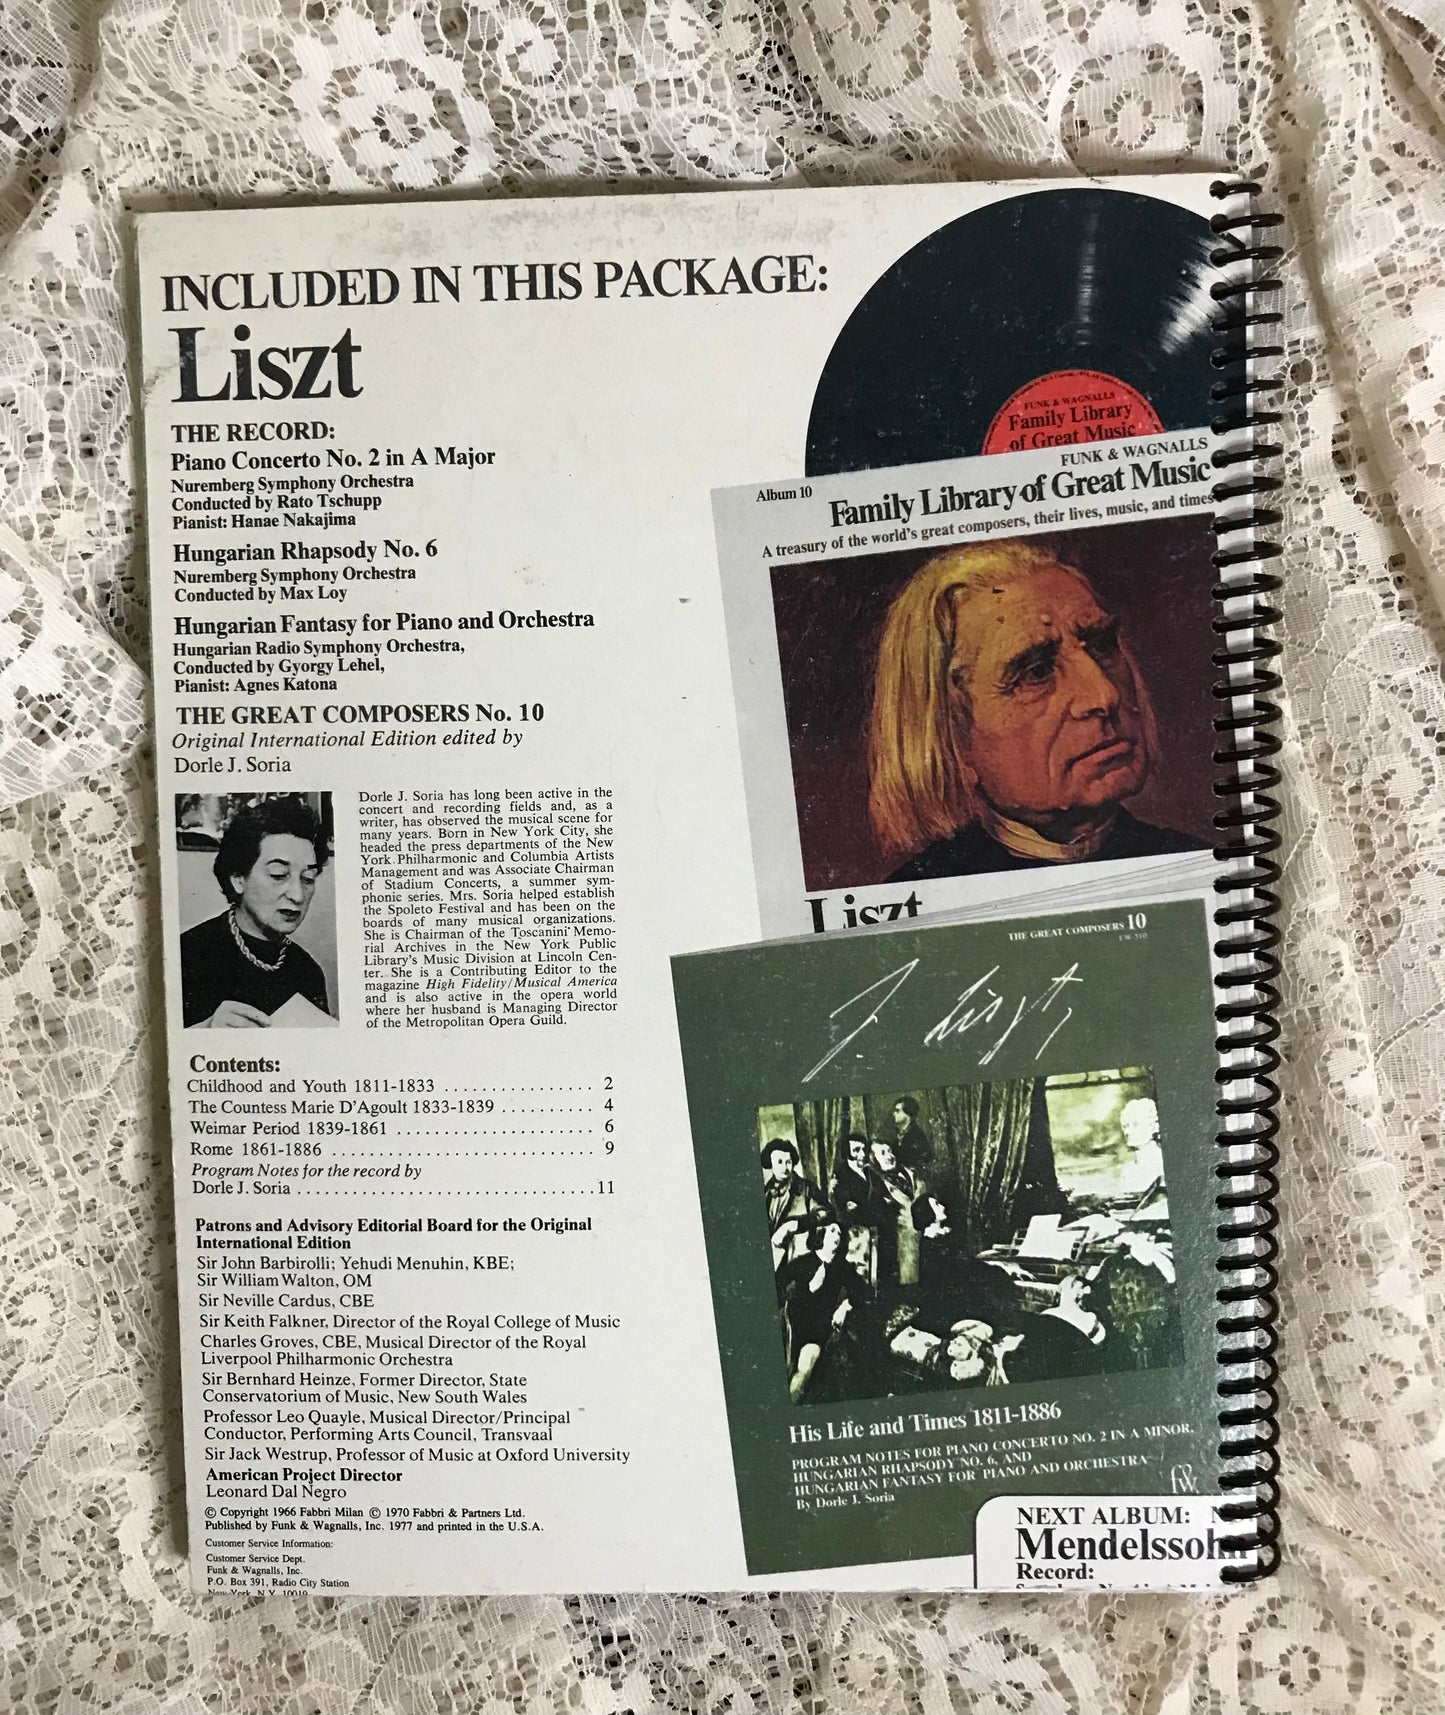 INCLUDED IN THIS PACKAGE:
Liszt
THE RECORD:
Piano Concerto No. 2 in A Major
Nuremberg Symphony Orchestra
Conducted by Rato Tschupp
Pianist: Hanae Nakajima
Hungarian Rhapsody No. 6
Nuremberg Symphony Orchestra
Conducted by Max Loy
Hungarian Fantasy for Piano and Orchestra
Hungarian Radio Symphony Orchestra,
Conducted by Gyorgy Lehel,
Pianist: Agnes Katona
THE GREAT COMPOSERS No. 10
Original International Edition edited by
Dorle J. Soria
Dorle J. Soria has long been active in the
concert and recording fields and, as a
writer, has observed the musical scene for
many years. Born in New York City, she
headed the press departments of the New
York Philharmonic and Columbia Artists
Management and was Associate Chairman
of Stadium Concerts, a summer sym-
phonic series. Mrs. Soria helped establish
the Spoleto Festival and has been on the
boards of many musical organizations.
She is Chairman of the Toscanini Memo-
rial Archives in the New York Public
Library's Music Division at Lincoln Cen-
ter. She is a Contributing Editor to the
magazine High Fidelity/Musical America
and is also active in the opera world
where her husband is Managing Director
of the Metropolitan Opera Guild.
Contents:
Childhood and Youth 1811-1833 ................ 2
The Countess Marie D'Agoult 1833-1839 .......... 4
Weimar Period 1839-1861 ..................... 6
Rome 1861-1886 ............................ 9
Program Notes for the record by
Dorle J. Soria ................................ 11
Patrons and Advisory Editorial Board for the Original
International Edition
Sir John Barbirolli; Yehudi Menuhin, KBE;
Sir William Walton, OM
Sir Neville Cardus, CBE
Sir Keith Falkner, Director of the Royal College of Music
Charles Groves, CBE, Musical Director of the Royal
Liverpool Philharmonic Orchestra
Sir Bernhard Heinze, Former Director, State
Conservatorium of Music, New South Wales
Professor Leo Quayle, Musical Director/Principal
Conductor, Performing Arts Council, Transvaal
Sir Jack Westrup, Professor of Music at Oxford University
American Project Director
Leonard Dal Negro
© Copyright 1966 Fabbri Milan © 1970 Fabbri & Partners Ltd.
Published by Funk & Wagnalls, Inc. 1977 and printed in the U.S.A.
Customer Service Information:
Customer Service Dept.
Funk & Wagnalls, Inc.
P.O. Box 391, Radio City Station
New York, N.Y. 10019
FUNK & WAGNALLS
Family Library
of Great Music
FUNK & WAGNALLS
Album 10
Family Library of Great Music
A treasury of the world's great composers, their lives, music, and times
Liszt
THE GREAT COMPOSERS 10
F. Liszt
His Life and Times 1811-1886
PROGRAM NOTES FOR PIANO CONCERTO NO. 2 IN A MINOR,
HUNGARIAN RHAPSODY NO. 6, AND
HUNGARIAN FANTASY FOR PIANO AND ORCHESTRA
By Dorle J. Soria
f&w
NEXT ALBUM:
Mendelssohn
Record: